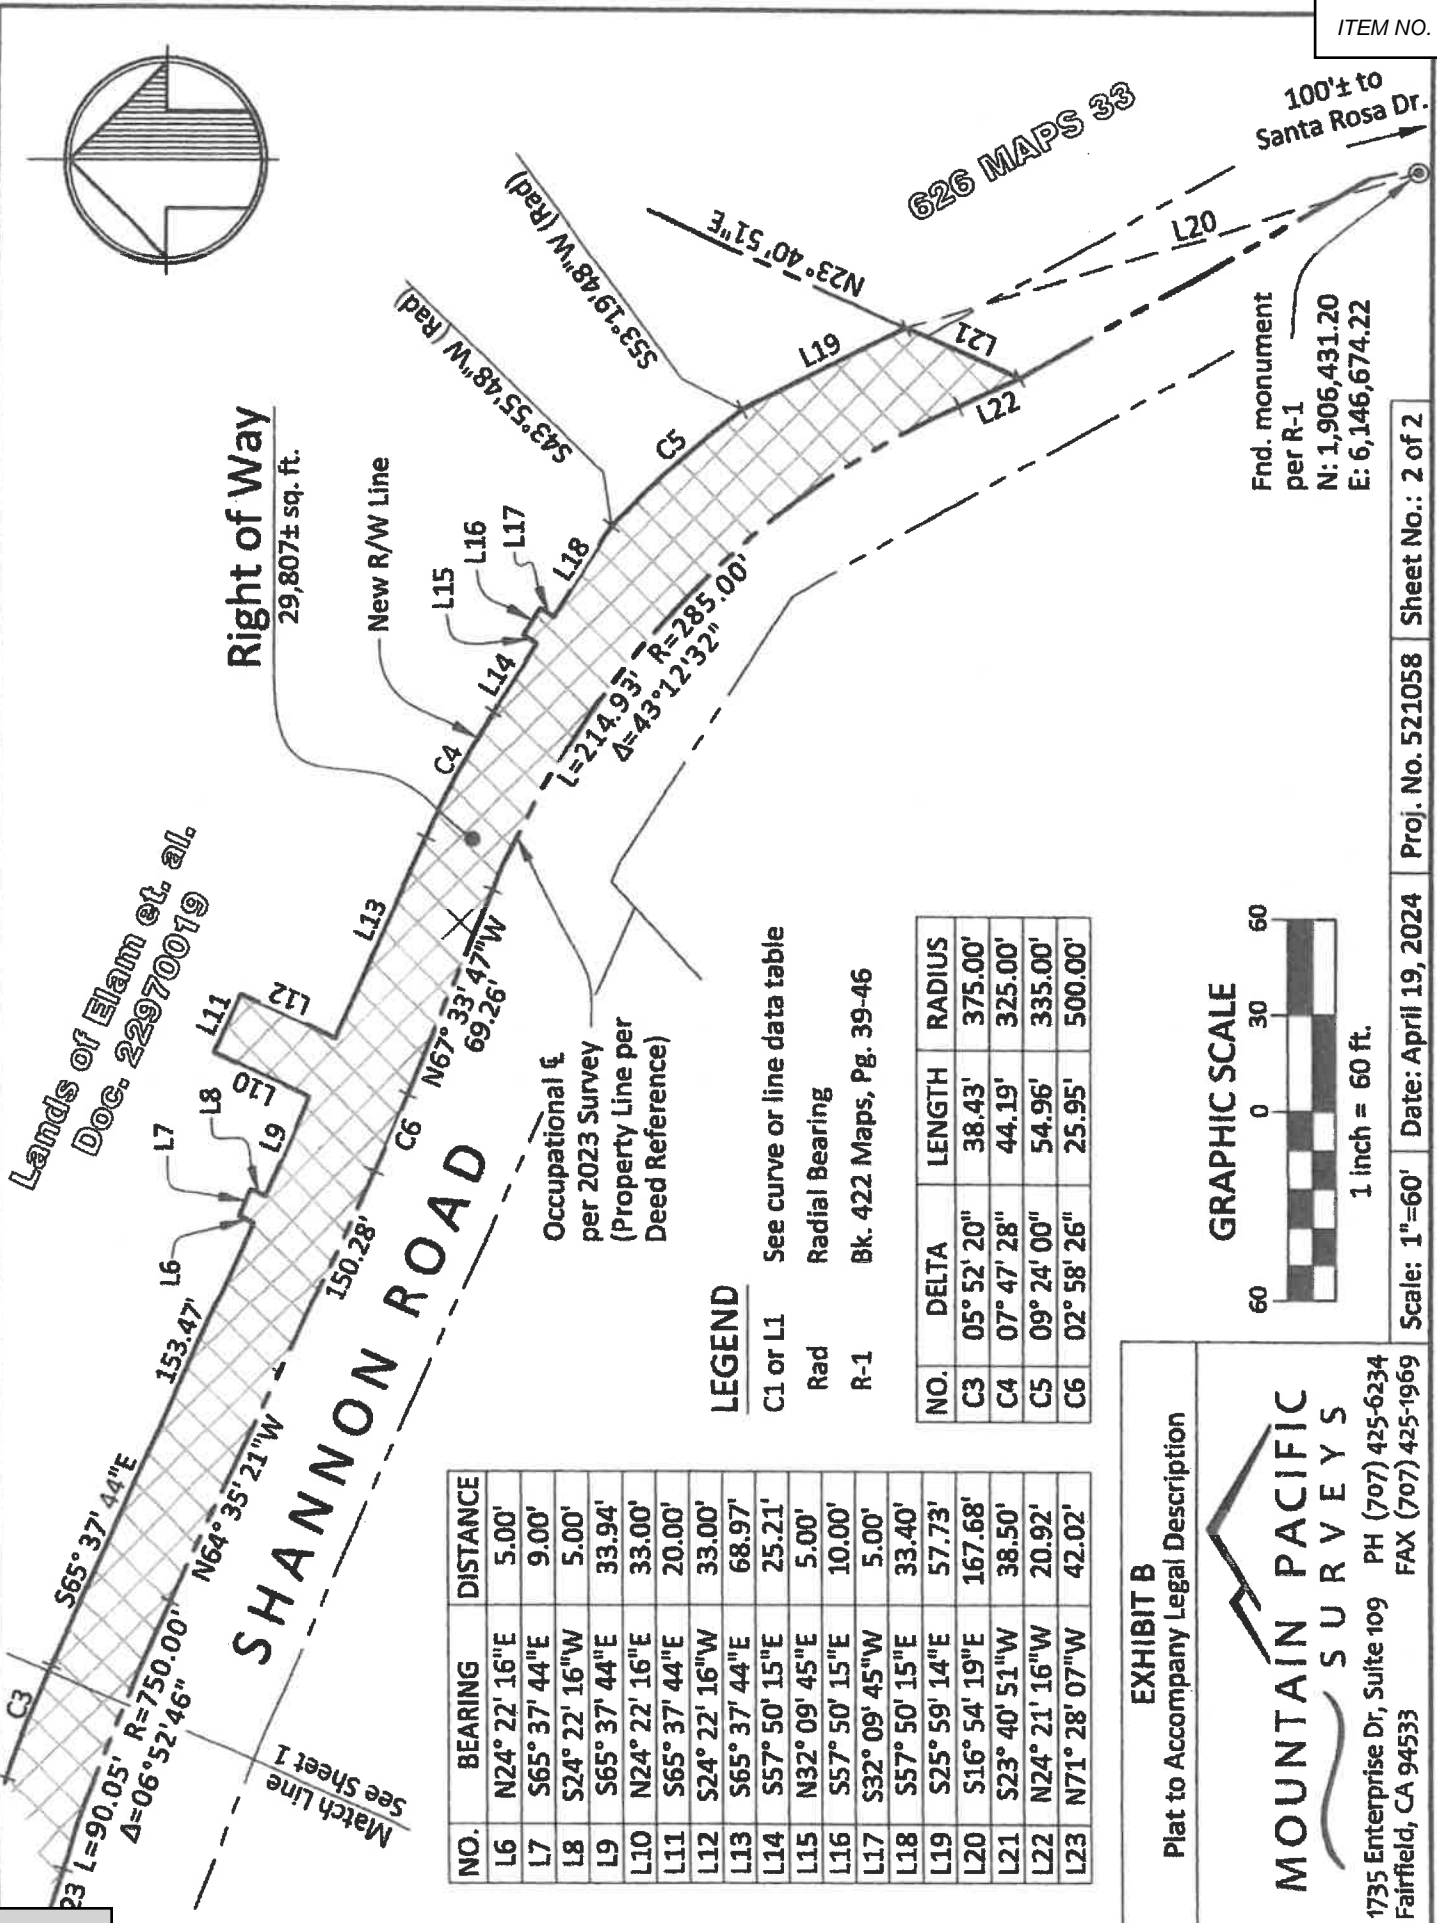 ITEM NO.
100'± to
Santa Rosa Dr.
626 MAPS 33
L20
N23° 40' 51"E
S53°19'48"W (Rad)
S43°55'48"W (Rad)
L19
L21
L22
C5
Fnd. monument
per R-1
N: 1,906,431.20
E: 6,146,674.22
Right of Way
29,807± sq. ft.
New R/W Line
L15
L16
L17
L18
L14
C4
L13
L=214.93' R=285.00'
Δ=43°12'32"
Lands of Elam et. al.
Doc. 22970019
L11
L12
L10
L9
L8
L7
L6
N67° 33' 47"W
69.26'
C6
150.28'
153.47'
S65° 37' 44"E
N64° 35' 21"W
C3
L=90.05' R=750.00'
Δ=06°52'46"
23
Match Line
See Sheet 1
SHANNON ROAD
Occupational ℄
per 2023 Survey
(Property Line per
Deed Reference)
LEGEND
C1 or L1 See curve or line data table
Rad Radial Bearing
R-1 Bk. 422 Maps, Pg. 39-46
NO. DELTA LENGTH RADIUS
C3 05° 52' 20" 38.43' 375.00'
C4 07° 47' 28" 44.19' 325.00'
C5 09° 24' 00" 54.96' 335.00'
C6 02° 58' 26" 25.95' 500.00'
NO. BEARING DISTANCE
L6 N24° 22' 16"E 5.00'
L7 S65° 37' 44"E 9.00'
L8 S24° 22' 16"W 5.00'
L9 S65° 37' 44"E 33.94'
L10 N24° 22' 16"E 33.00'
L11 S65° 37' 44"E 20.00'
L12 S24° 22' 16"W 33.00'
L13 S65° 37' 44"E 68.97'
L14 S57° 50' 15"E 25.21'
L15 N32° 09' 45"E 5.00'
L16 S57° 50' 15"E 10.00'
L17 S32° 09' 45"W 5.00'
L18 S57° 50' 15"E 33.40'
L19 S25° 59' 14"E 57.73'
L20 S16° 54' 19"E 167.68'
L21 S23° 40' 51"W 38.50'
L22 N24° 21' 16"W 20.92'
L23 N71° 28' 07"W 42.02'
GRAPHIC SCALE
60 0 30 60
1 inch = 60 ft.
EXHIBIT B
Plat to Accompany Legal Description
MOUNTAIN PACIFIC
SURVEYS
1735 Enterprise Dr, Suite 109 PH (707) 425-6234
Fairfield, CA 94533 FAX (707) 425-1969
Scale: 1"=60' Date: April 19, 2024 Proj. No. 521058 Sheet No.: 2 of 2